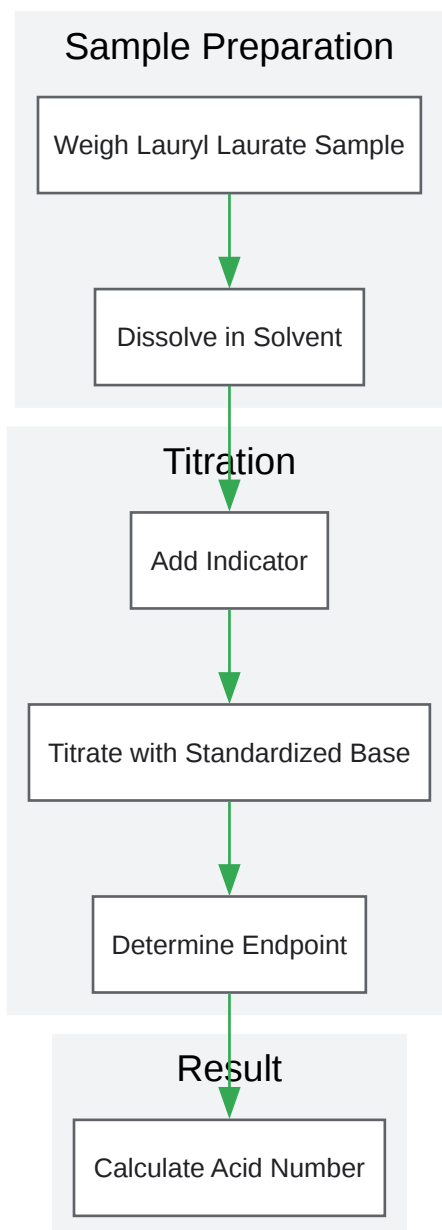 Sample Preparation
Weigh Lauryl Laurate Sample
Dissolve in Solvent
Titration
Add Indicator
Titrate with Standardized Base
Determine Endpoint
Result
Calculate Acid Number